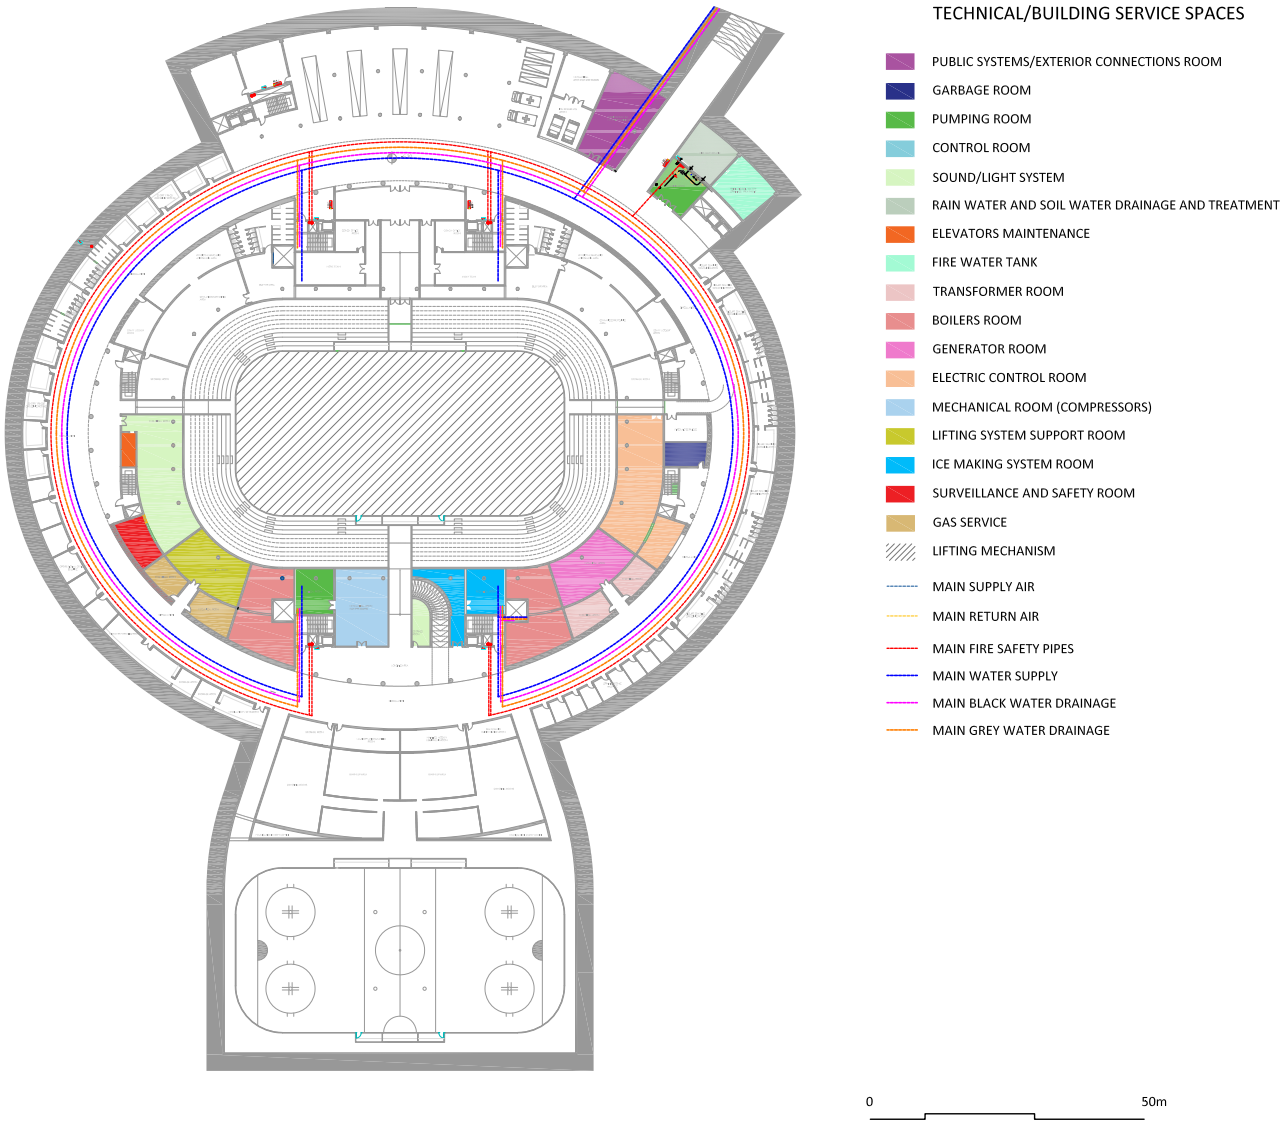 TECHNICAL/BUILDING SERVICE SPACES
PUBLIC SYSTEMS/EXTERIOR CONNECTIONS ROOM
GARBAGE ROOM
PUMPING ROOM
CONTROL ROOM
SOUND/LIGHT SYSTEM
RAIN WATER AND SOIL WATER DRAINAGE AND TREATMENT
ELEVATORS MAINTENANCE
FIRE WATER TANK
TRANSFORMER ROOM
BOILERS ROOM
GENERATOR ROOM
ELECTRIC CONTROL ROOM
MECHANICAL ROOM (COMPRESSORS)
LIFTING SYSTEM SUPPORT ROOM
ICE MAKING SYSTEM ROOM
SURVEILLANCE AND SAFETY ROOM
GAS SERVICE
LIFTING MECHANISM
MAIN SUPPLY AIR
MAIN RETURN AIR
MAIN FIRE SAFETY PIPES
MAIN WATER SUPPLY
MAIN BLACK WATER DRAINAGE
MAIN GREY WATER DRAINAGE
0 50m